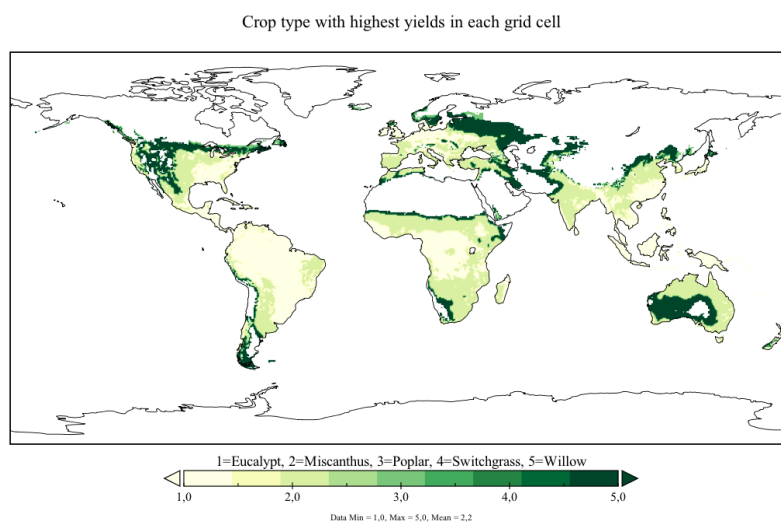 Crop type with highest yields in each grid cell
1=Eucalypt, 2=Miscanthus, 3=Poplar, 4=Switchgrass, 5=Willow
1,0 2,0 3,0 4,0 5,0
Data Min = 1,0, Max = 5,0, Mean = 2,2